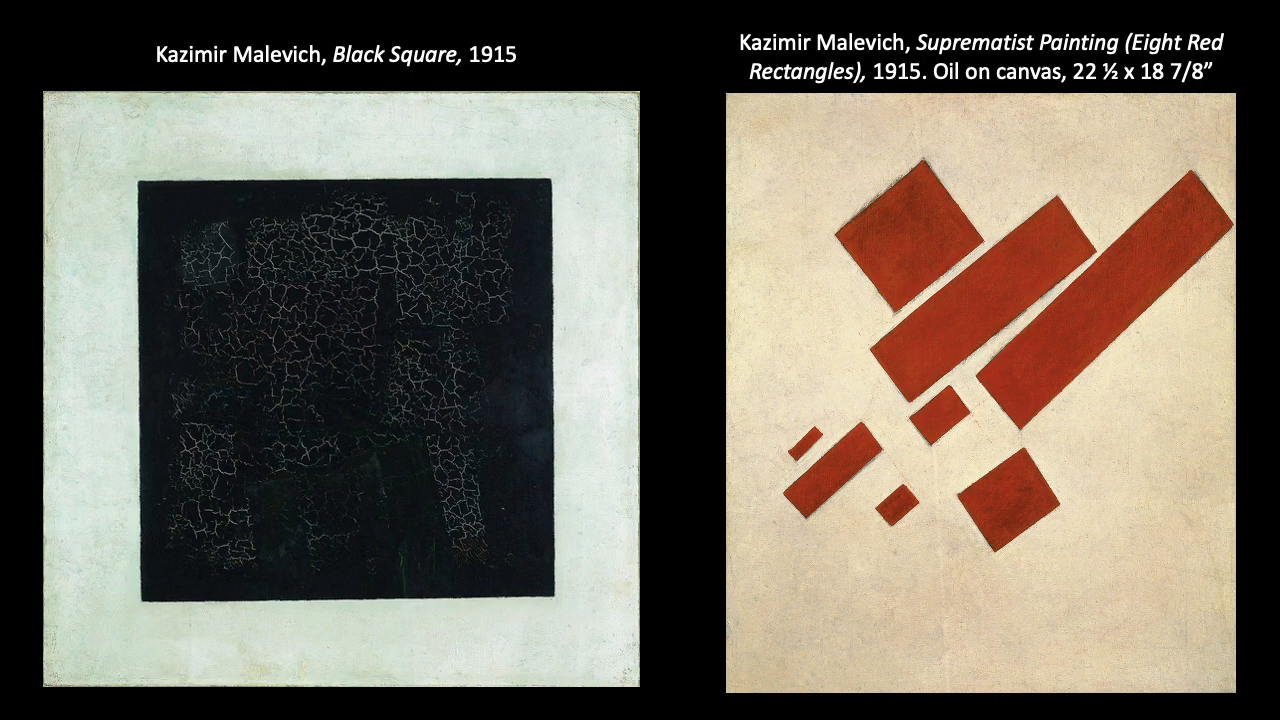 Kazimir Malevich, Black Square, 1915
Kazimir Malevich, Suprematist Painting (Eight Red
Rectangles), 1915. Oil on canvas, 22 ½ x 18 7/8”